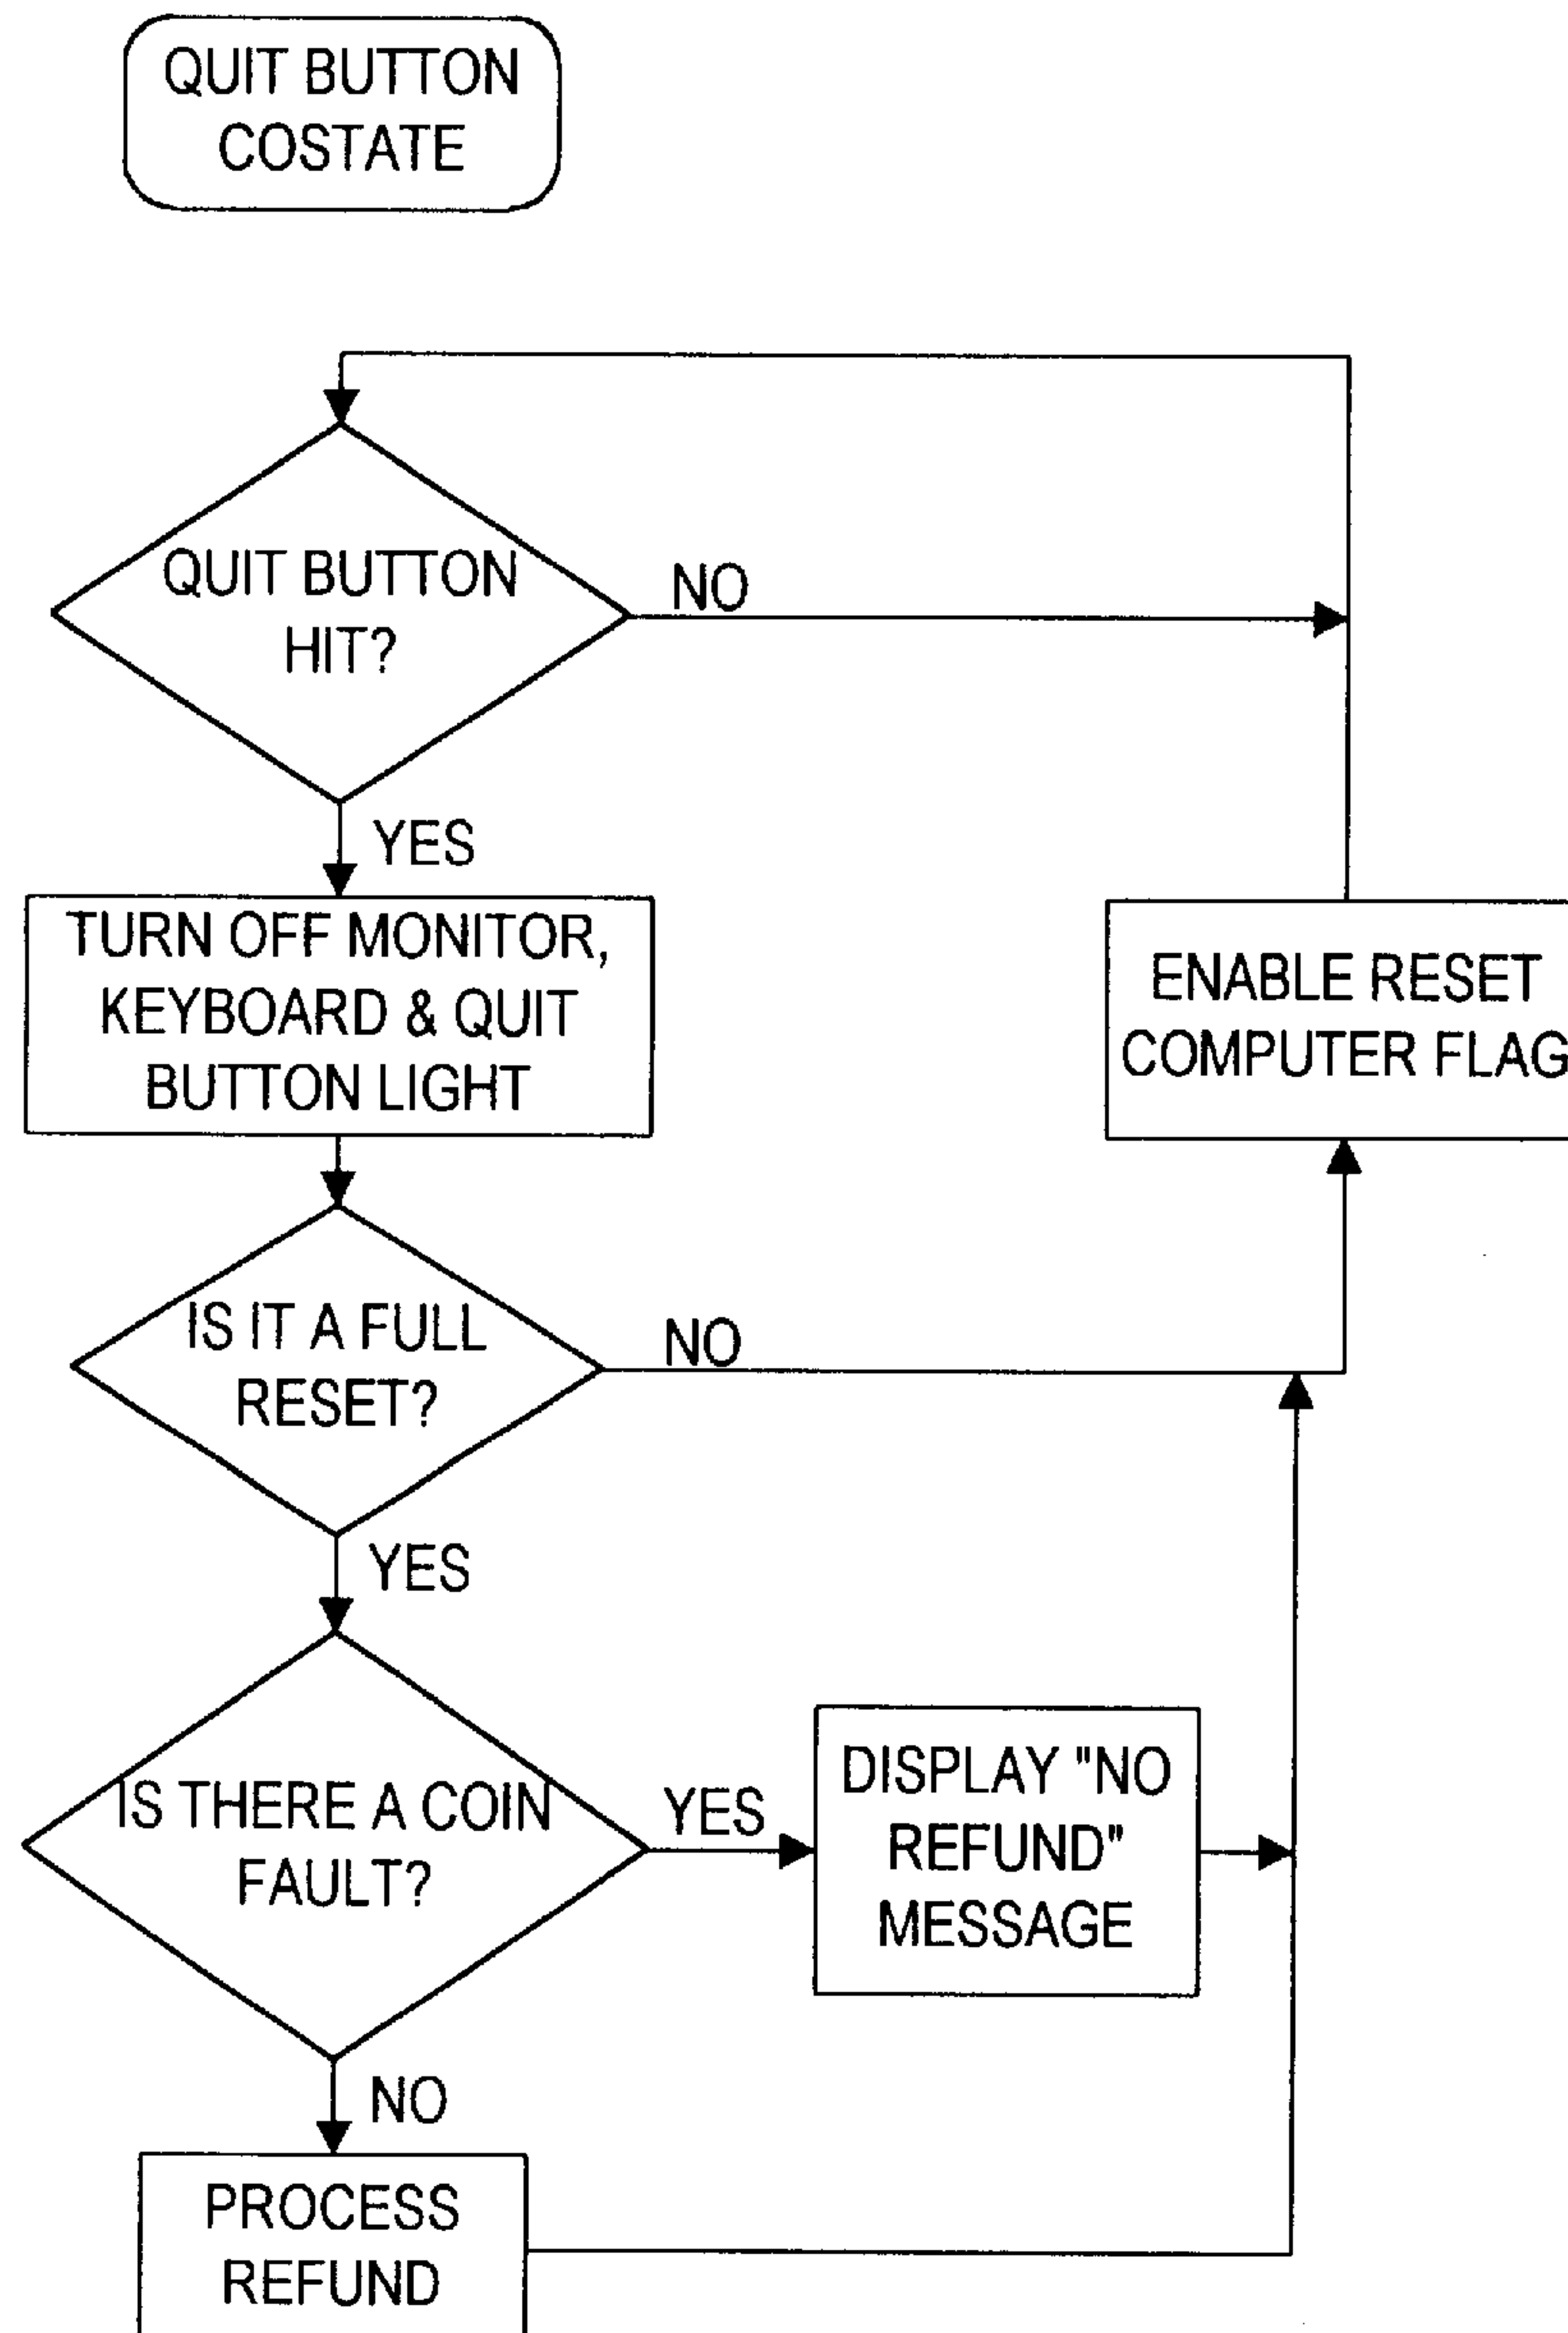 QUIT BUTTON
COSTATE
QUIT BUTTON
HIT?
NO
YES
TURN OFF MONITOR,
KEYBOARD & QUIT
BUTTON LIGHT
ENABLE RESET
COMPUTER FLAG
IS IT A FULL
RESET?
NO
YES
IS THERE A COIN
FAULT?
YES
DISPLAY "NO
REFUND"
MESSAGE
NO
PROCESS
REFUND